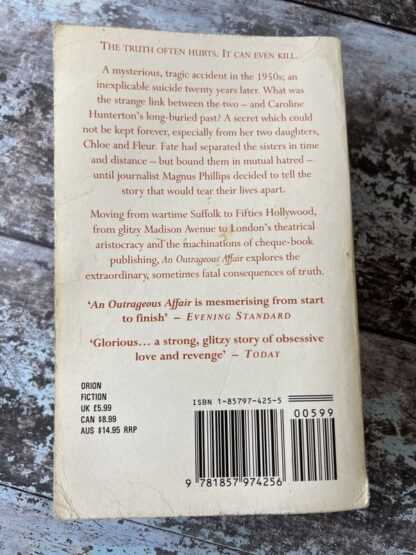 THE TRUTH OFTEN HURTS. IT CAN EVEN KILL.
A mysterious, tragic accident in the 1950s; an
inexplicable suicide twenty years later. What was
the strange link between the two – and Caroline
Hunterton's long-buried past? A secret which could
not be kept forever, especially from her two daughters,
Chloe and Fleur. Fate had separated the sisters in
time and distance – but bound them in mutual hatred –
until journalist Magnus Phillips decided to tell the
story that would tear their lives apart.
Moving from wartime Suffolk to Fifties Hollywood,
from glitzy Madison Avenue to London's theatrical
aristocracy and the machinations of cheque-book
publishing, An Outrageous Affair explores the
extraordinary, sometimes fatal consequences of truth.
'An Outrageous Affair is mesmerising from start
to finish' – EVENING STANDARD
'Glorious... a strong, glitzy story of obsessive
love and revenge' – TODAY
ORION
FICTION
UK £5.99
CAN $8.99
AUS $14.95 RRP
ISBN 1-85797-425-5
00599
9 781857 974256